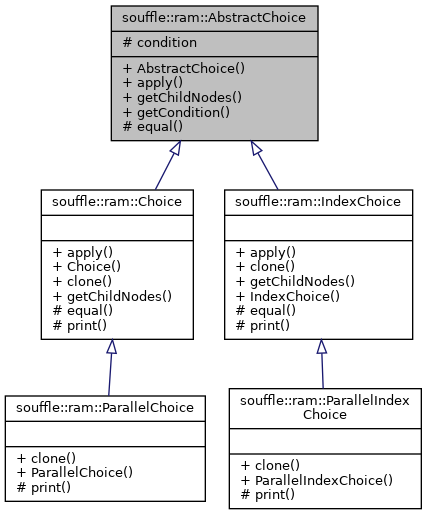 souffle::ram::AbstractChoice
# condition
+ AbstractChoice()
+ apply()
+ getChildNodes()
+ getCondition()
# equal()
souffle::ram::Choice
+ apply()
+ Choice()
+ clone()
+ getChildNodes()
# equal()
# print()
souffle::ram::IndexChoice
+ apply()
+ clone()
+ getChildNodes()
+ IndexChoice()
# equal()
# print()
souffle::ram::ParallelChoice
+ clone()
+ ParallelChoice()
# print()
souffle::ram::ParallelIndex
Choice
+ clone()
+ ParallelIndexChoice()
# print()